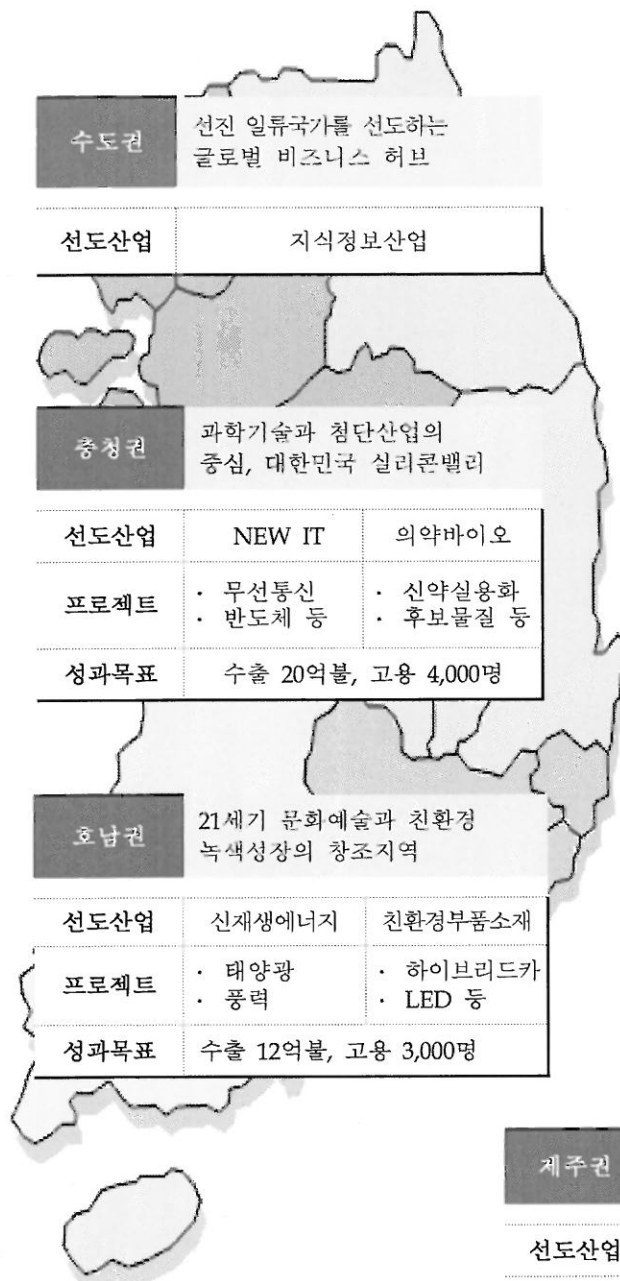 수도권
선진 일류국가를 선도하는
글로벌 비즈니스 허브
선도산업 지식정보산업
충청권
과학기술과 첨단산업의
중심, 대한민국 실리콘밸리
선도산업 NEW IT 의약바이오
프로젝트
· 무선통신
· 반도체 등
· 신약실용화
· 후보물질 등
성과목표 수출 20억불, 고용 4,000명
호남권
21세기 문화예술과 친환경
녹색성장의 창조지역
선도산업 신재생에너지 친환경부품소재
프로젝트
· 태양광
· 풍력
· 하이브리드카
· LED 등
성과목표 수출 12억불, 고용 3,000명
제주권
선도산업